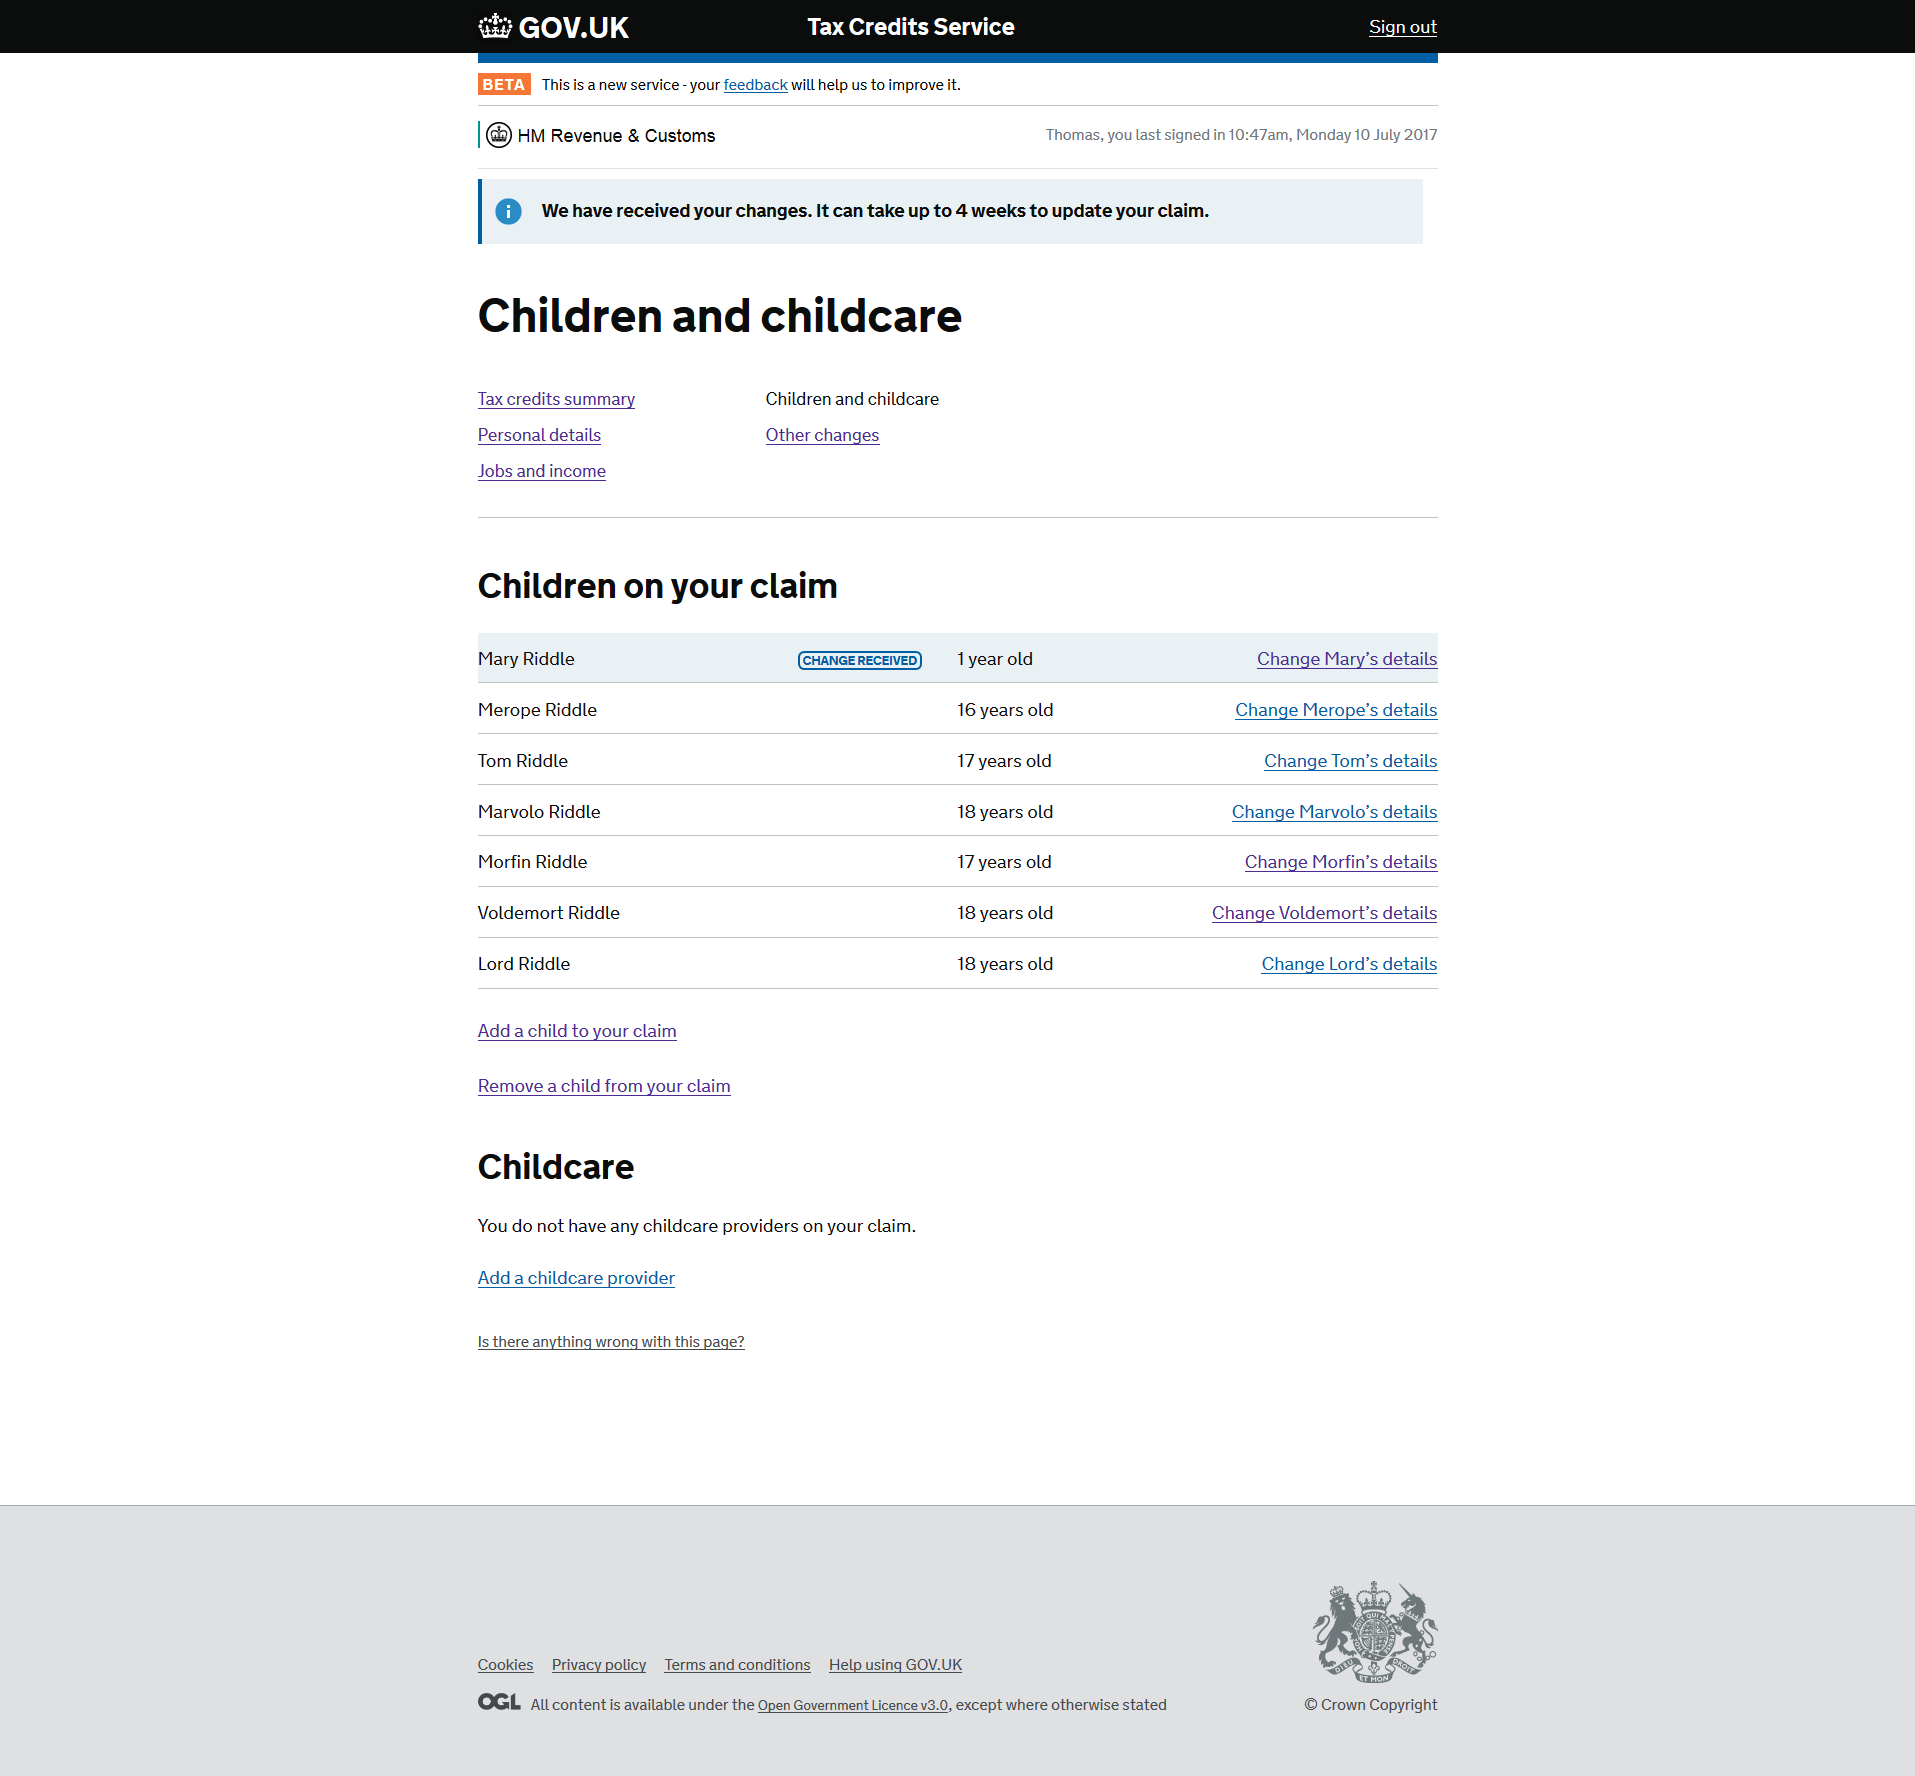 GOV.UK Tax Credits Service Sign out
BETA This is a new service - your feedback will help us to improve it.
HM Revenue & Customs Thomas, you last signed in 10:47am, Monday 10 July 2017
We have received your changes. It can take up to 4 weeks to update your claim.
Children and childcare
Tax credits summary Children and childcare
Personal details Other changes
Jobs and income
Children on your claim
Mary Riddle CHANGE RECEIVED 1 year old Change Mary’s details
Merope Riddle 16 years old Change Merope’s details
Tom Riddle 17 years old Change Tom’s details
Marvolo Riddle 18 years old Change Marvolo’s details
Morfin Riddle 17 years old Change Morfin’s details
Voldemort Riddle 18 years old Change Voldemort’s details
Lord Riddle 18 years old Change Lord’s details
Add a child to your claim
Remove a child from your claim
Childcare
You do not have any childcare providers on your claim.
Add a childcare provider
Is there anything wrong with this page?
Cookies Privacy policy Terms and conditions Help using GOV.UK
OGL All content is available under the Open Government Licence v3.0, except where otherwise stated © Crown Copyright